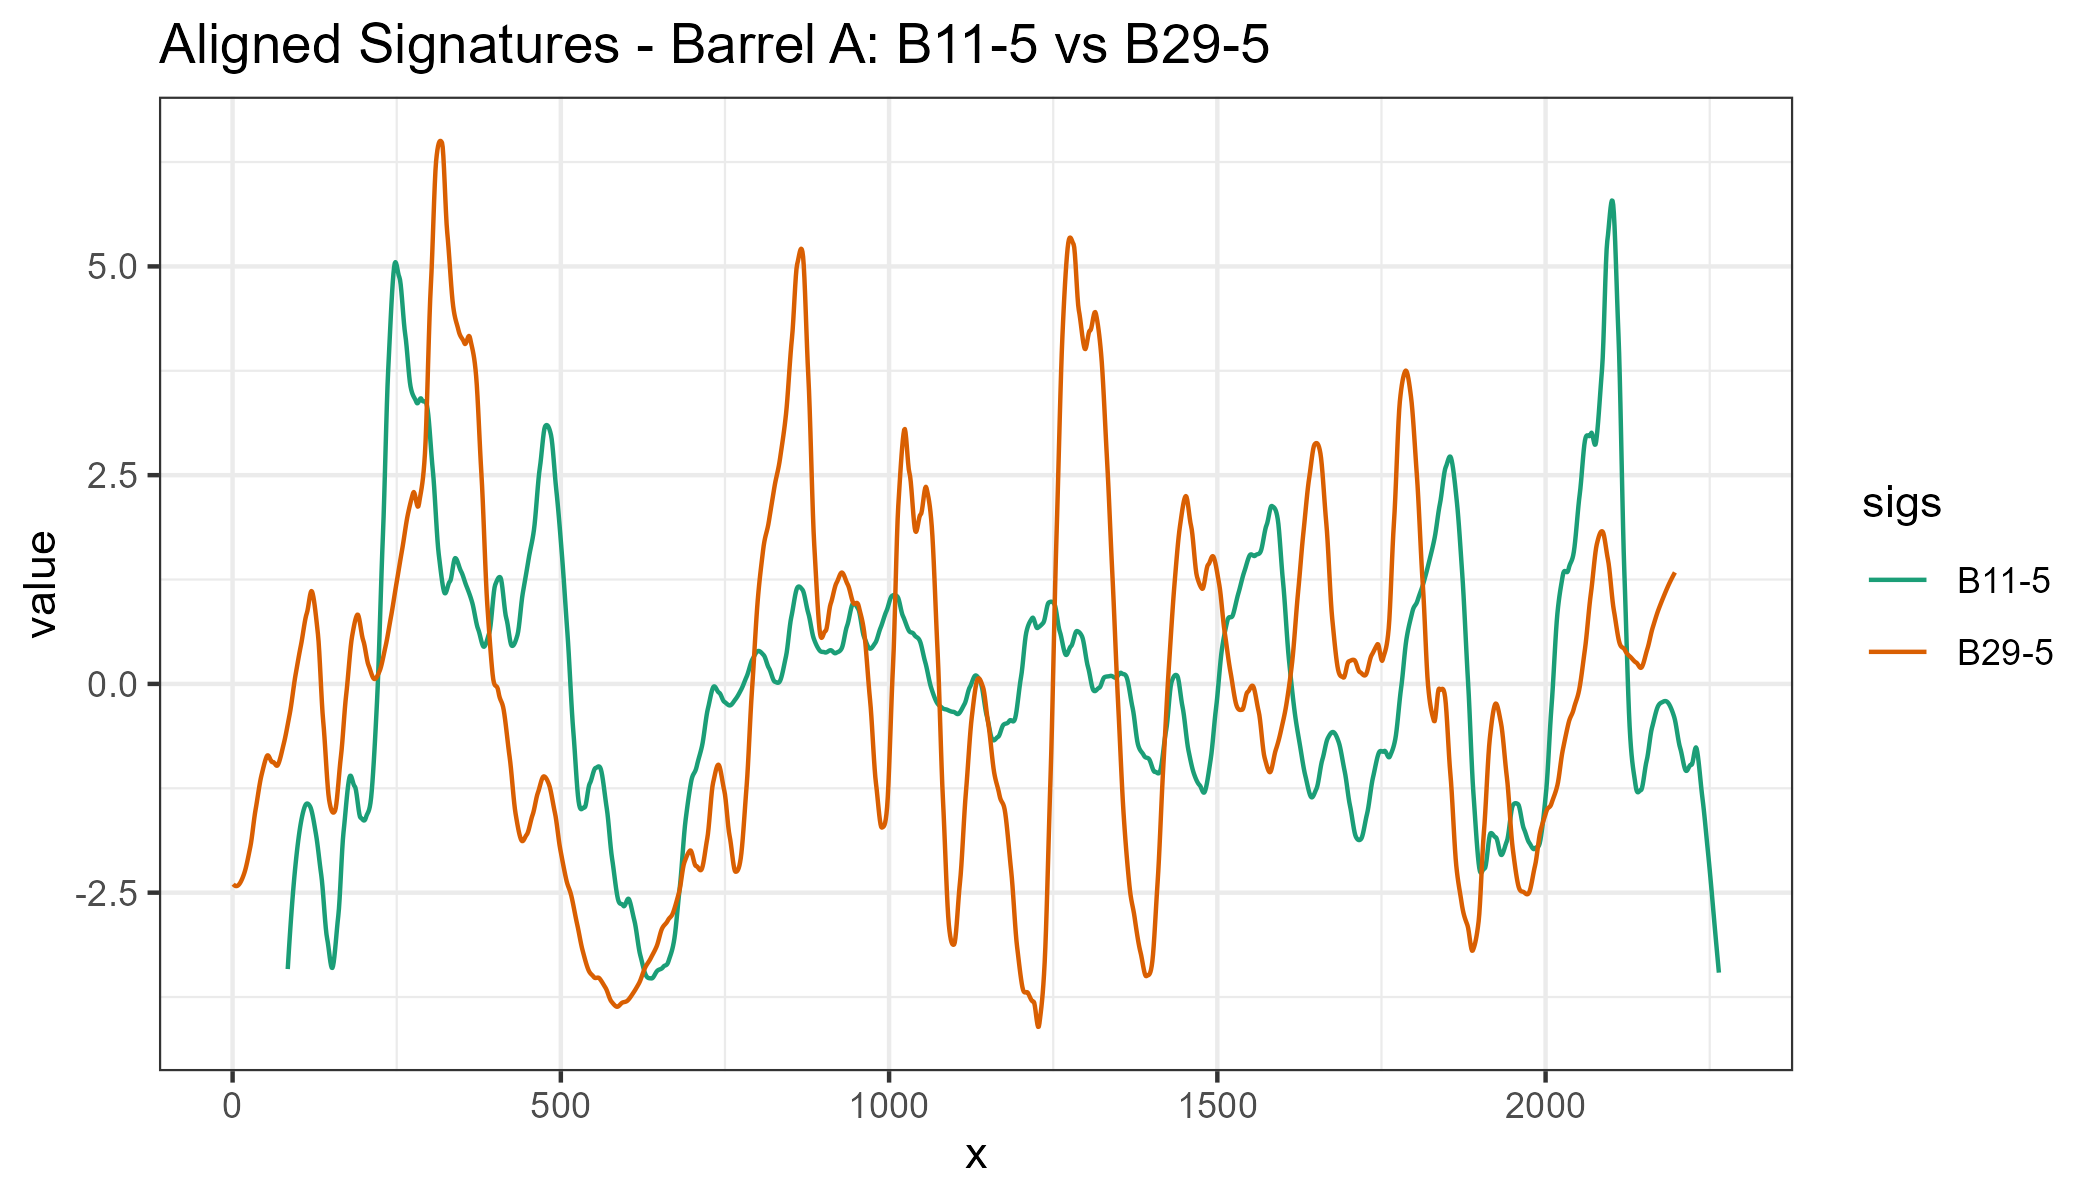 Aligned Signatures - Barrel A: B11-5 vs B29-5
value
5.0
2.5
0.0
-2.5
0 500 1000 1500 2000
x
sigs
B11-5
B29-5